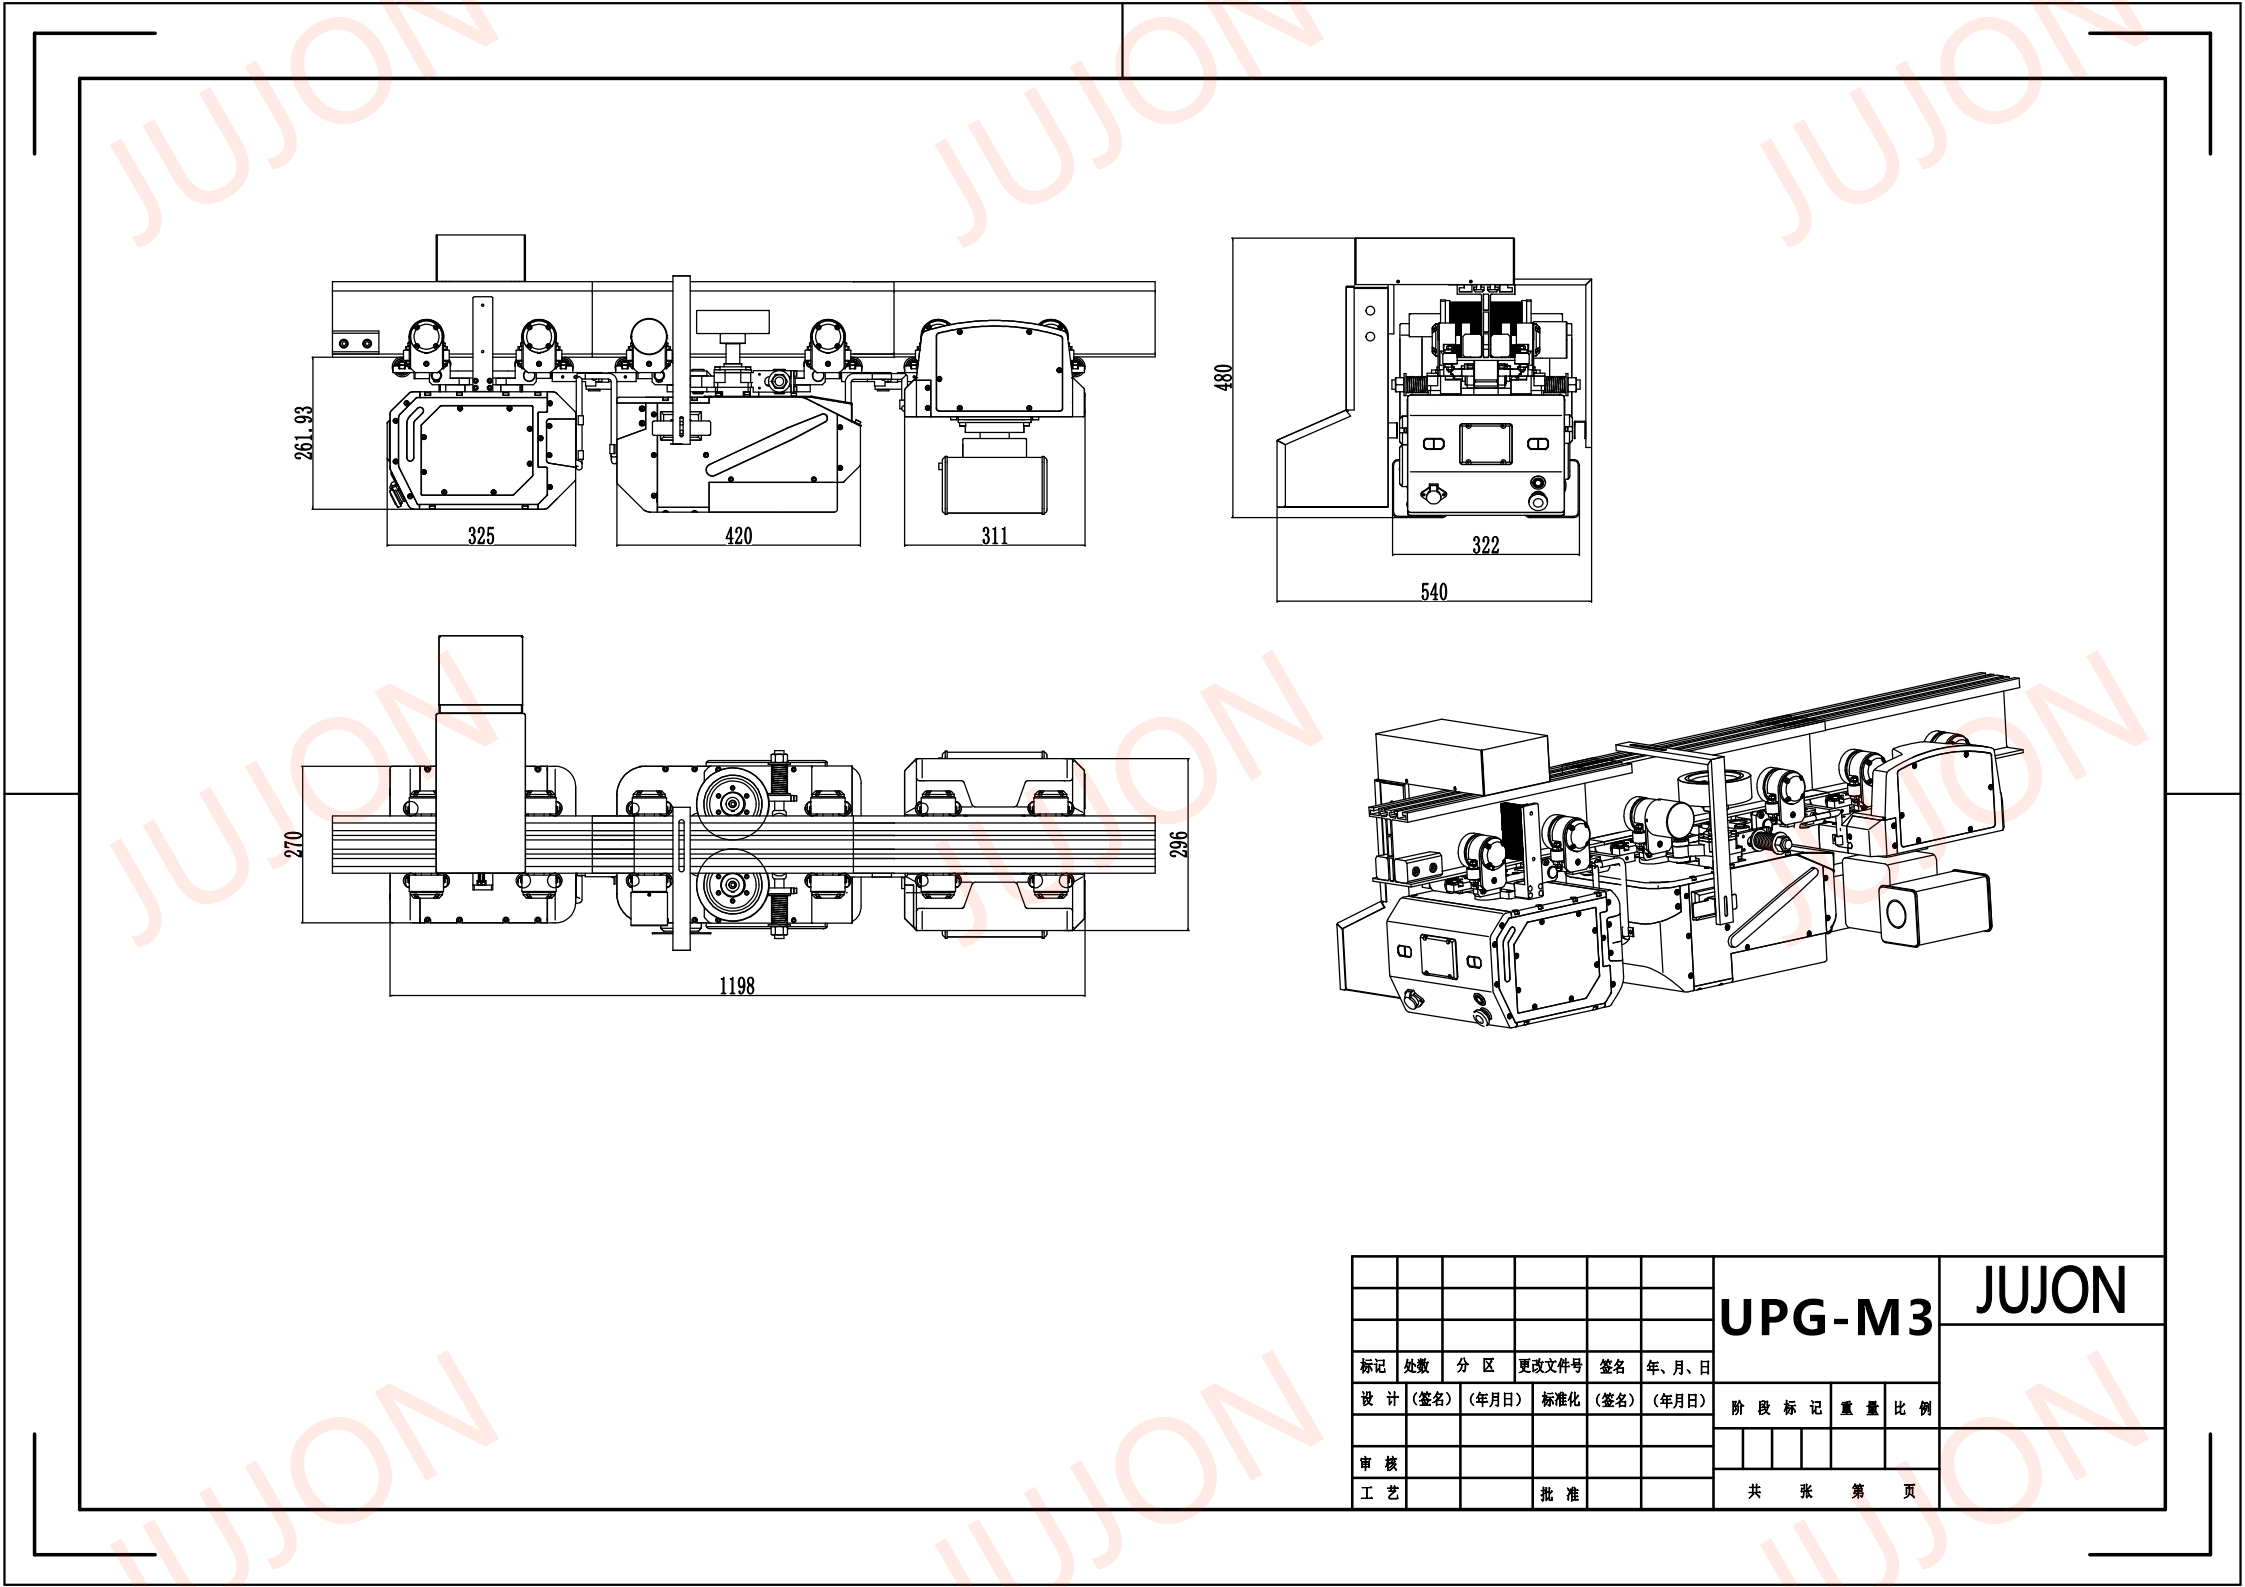 JUJON JUJON JUJON
480
261.93
325 420 311
322
540
JUJON JUJON JUJON
270
296
1198
JUJON
UPG-M3
标记 处数 分 区 更改文件号 签名 年、月、日
设 计 (签名) (年月日) 标准化 (签名) (年月日)
阶 段 标 记 重 量 比 例
审 核
共 张 第 页
工 艺 批 准
JUJON JUJON JUJON